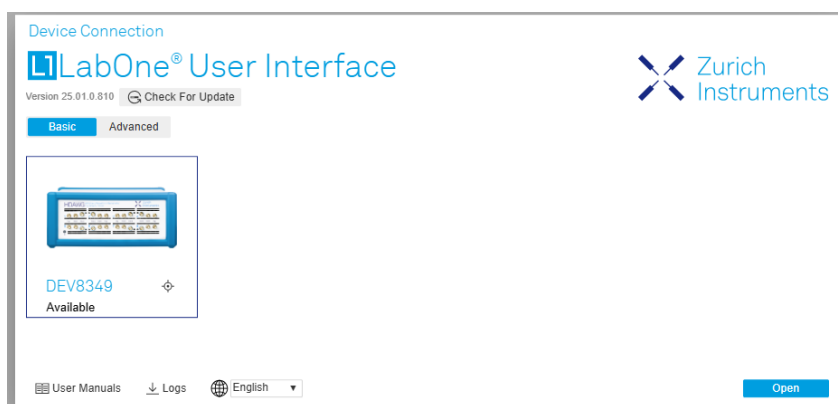 Device Connection
L1 LabOne® User Interface
Zurich
Instruments
Version 25.01.0.810 Check For Update
Basic Advanced
HDAWG
DEV8349
Available
User Manuals Logs English Open